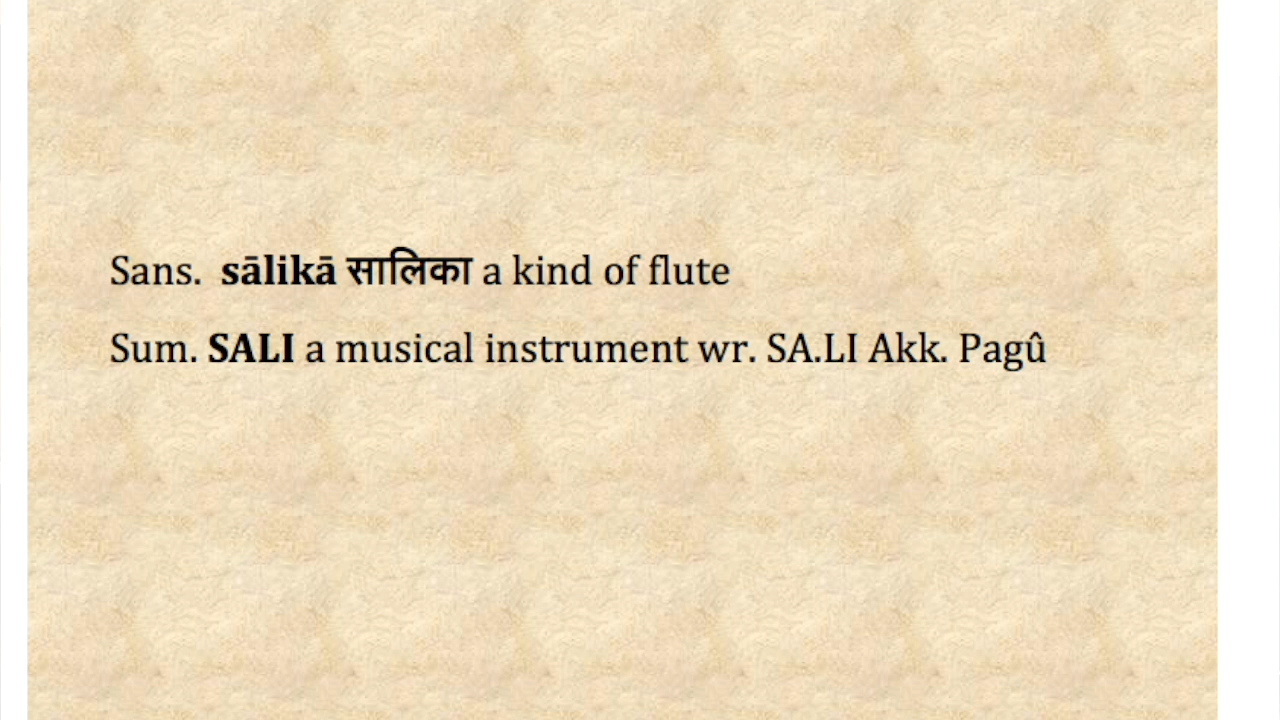 Sans. sālikā सालिका a kind of flute
Sum. SALI a musical instrument wr. SA.LI Akk. Pagû